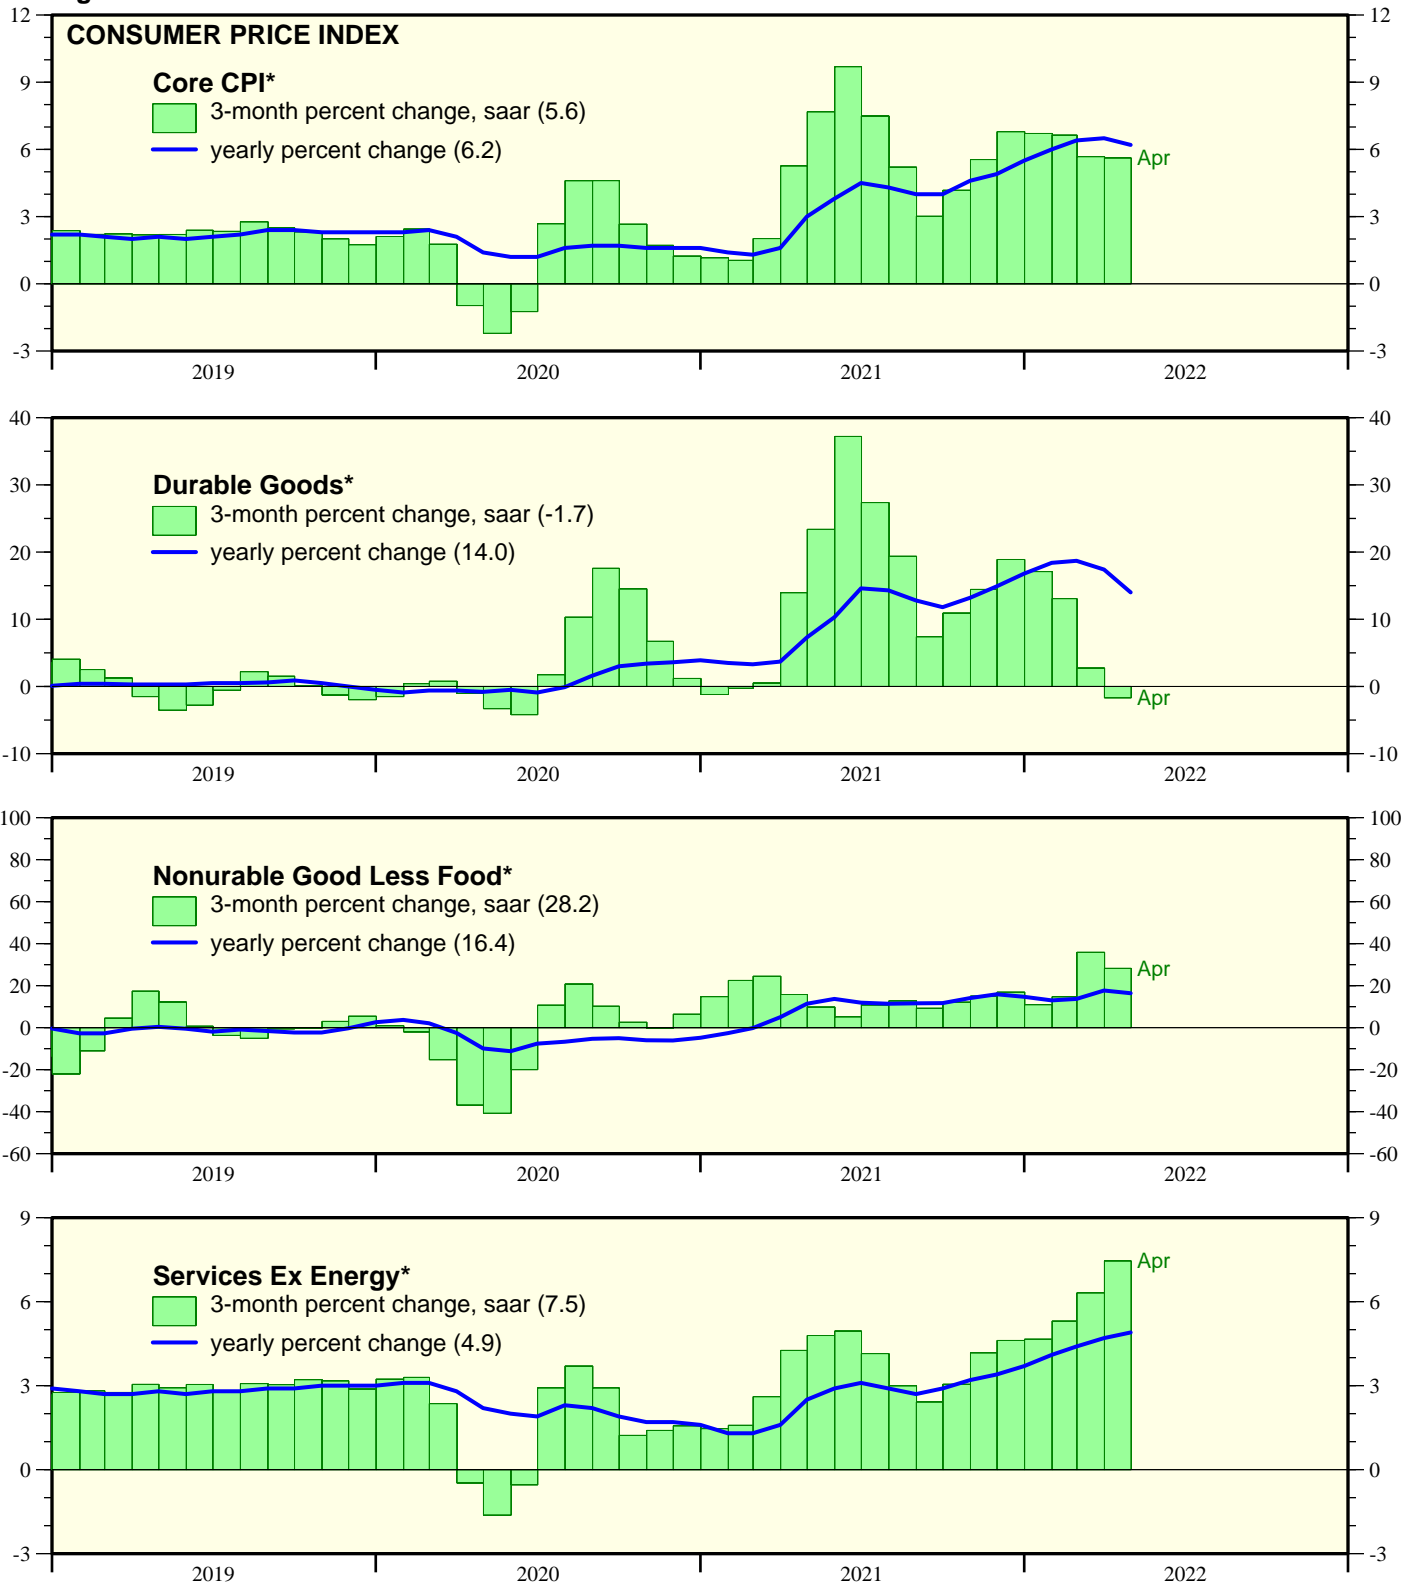 12 12
CONSUMER PRICE INDEX
Core CPI*
9 9
3-month percent change, saar (5.6)
yearly percent change (6.2)
6 6
Apr
3 3
0 0
-3 -3
2019 2020 2021 2022
40 40
Durable Goods*
30 30
3-month percent change, saar (-1.7)
yearly percent change (14.0)
20 20
10 10
0 0
Apr
-10 -10
2019 2020 2021 2022
100 100
80 80
Nonurable Good Less Food*
60 60
3-month percent change, saar (28.2)
yearly percent change (16.4)
40 40
Apr
20 20
0 0
-20 -20
-40 -40
-60 -60
2019 2020 2021 2022
9 9
Apr
Services Ex Energy*
6 6
3-month percent change, saar (7.5)
yearly percent change (4.9)
3 3
0 0
-3 -3
2019 2020 2021 2022